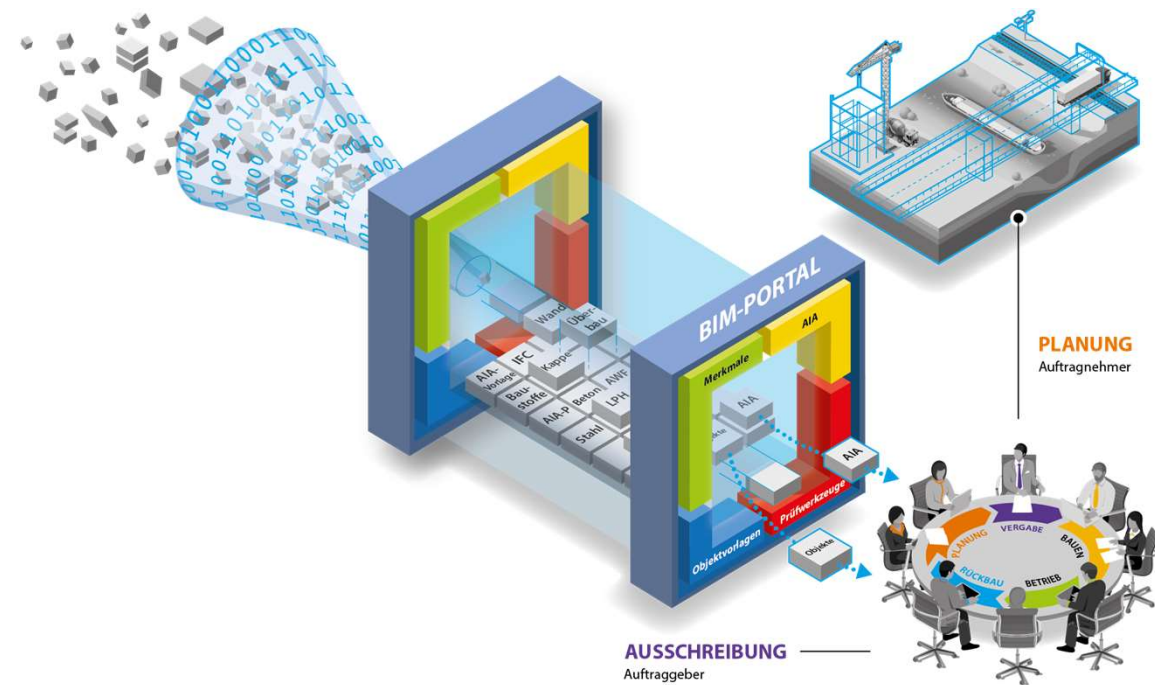 BIM-PORTAL
Merkmale
AIA
Objektvorlagen
Prüfwerkzeuge
Wand
Über-
bau
IFC
Kappe
AIA-
Vorlage
Bau-
stoffe
Beton
AWF
AIA-P
LPH
Stahl
AIA
AIA
Objekte
PLANUNG
Auftragnehmer
PLANUNG
VERGABE
BAUEN
BETRIEB
RÜCKBAU
AUSSCHREIBUNG
Auftraggeber